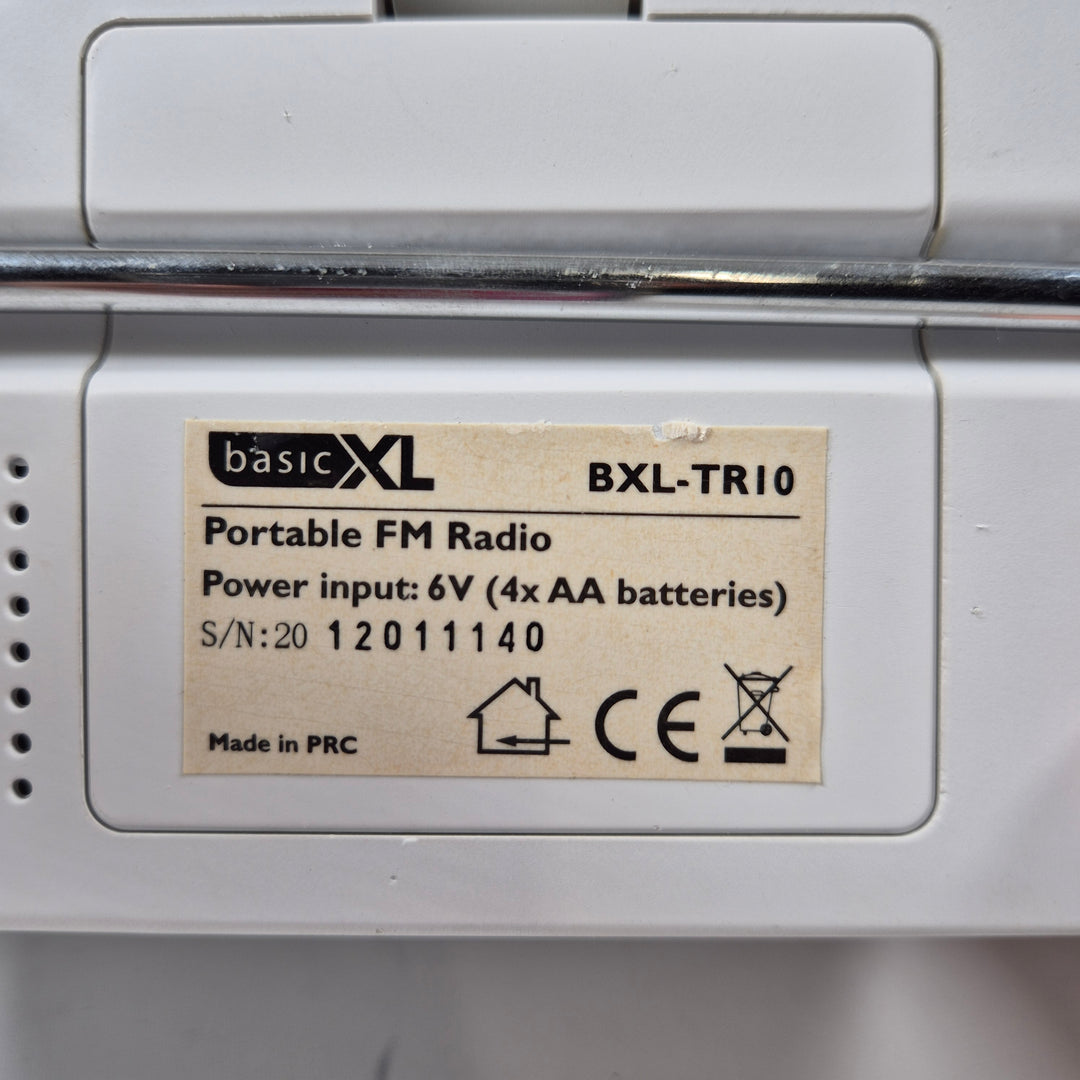 basicXL BXL-TR10
Portable FM Radio
Power input: 6V (4x AA batteries)
S/N:20 12011140
Made in PRC
CE